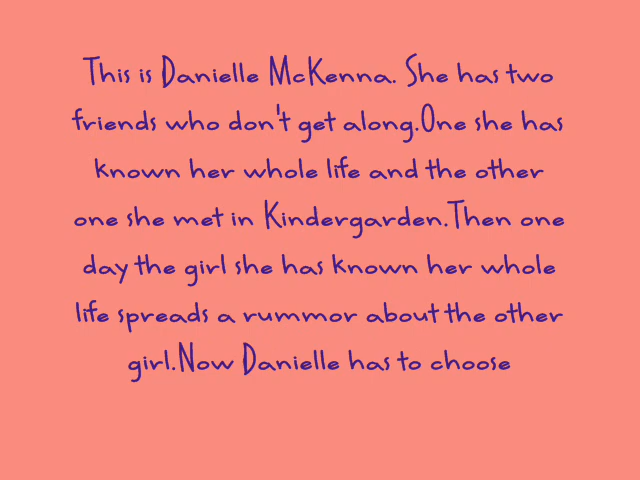 This is Danielle McKenna. She has two
friends who don't get along.One she has
known her whole life and the other
one she met in Kindergarden.Then one
day the girl she has known her whole
life spreads a rummor about the other
girl.Now Danielle has to choose